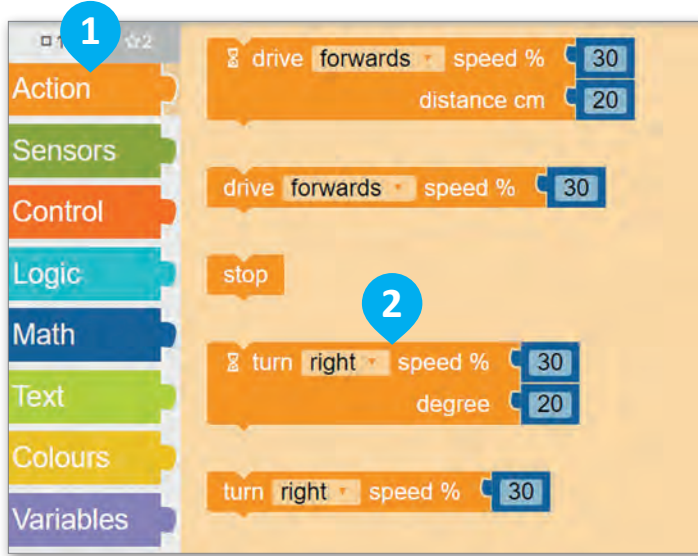 1
2
Action
Sensors
Control
Logic
Math
Text
Colours
Variables
drive forwards speed % 30
distance cm 20
drive forwards speed % 30
stop
2
turn right speed % 30
degree 20
turn right speed % 30